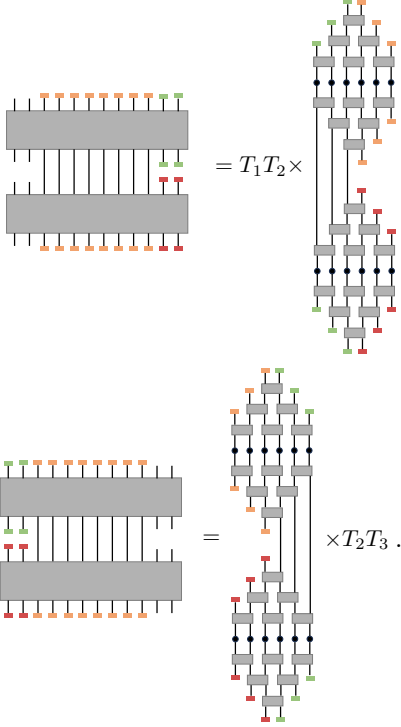 = T₁T₂×
= ×T₂T₃ .